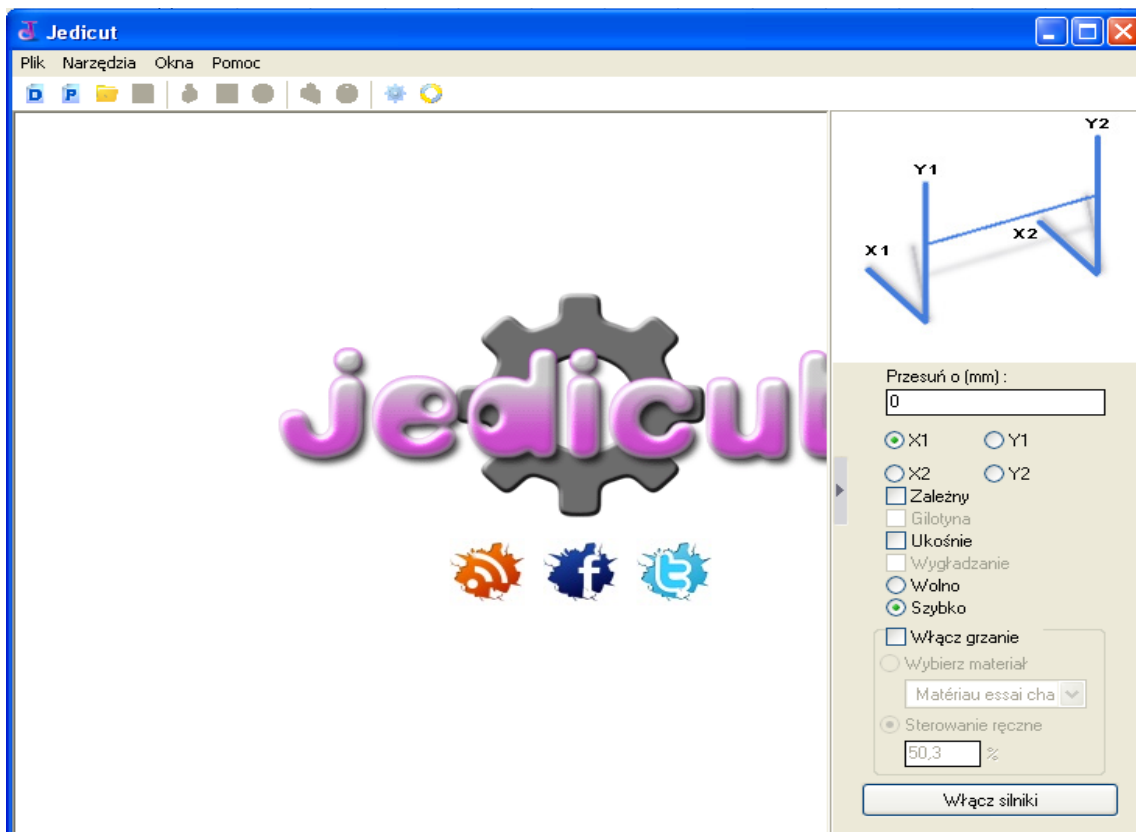 Jedicut
Plik Narzędzia Okna Pomoc
D P
Y2
Y1
X2
X1
jedicut
Przesuń o (mm) :
0
X1 Y1
X2 Y2
Zależny
Gilotyna
Ukośnie
Wygładzanie
Wolno
Szybko
Włącz grzanie
Wybierz materiał
Matériau essai cha
Sterowanie ręczne
50,3 %
Włącz silniki